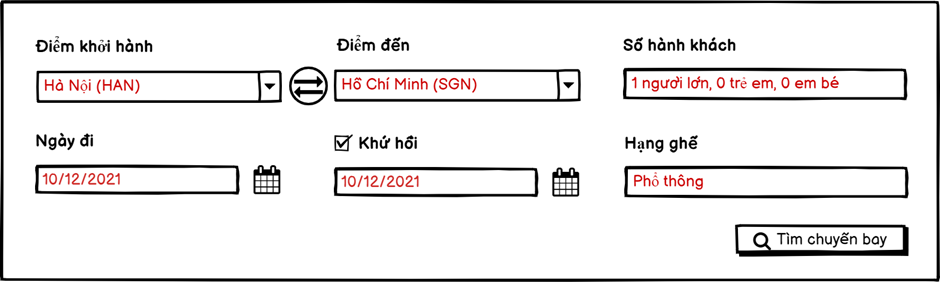 Điểm khởi hành
Điểm đến
Số hành khách
Hà Nội (HAN)
Hồ Chí Minh (SGN)
1 người lớn, 0 trẻ em, 0 em bé
Ngày đi
Khứ hồi
Hạng ghế
10/12/2021
10/12/2021
Phổ thông
Tìm chuyến bay